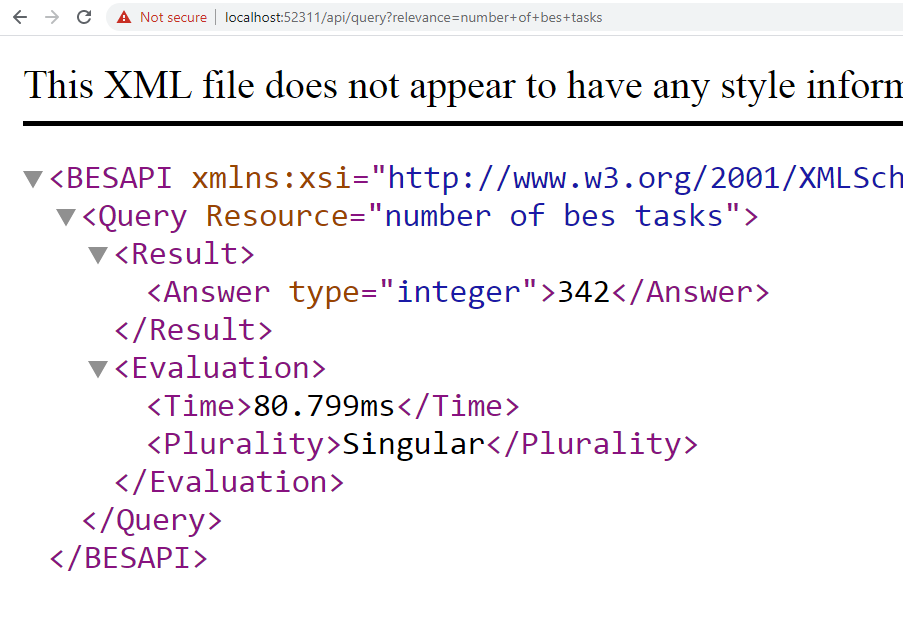 Not secure | localhost:52311/api/query?relevance=number+of+bes+tasks
This XML file does not appear to have any style inform
<BESAPI xmlns:xsi="http://www.w3.org/2001/XMLSch
<Query Resource="number of bes tasks">
<Result>
<Answer type="integer">342</Answer>
</Result>
<Evaluation>
<Time>80.799ms</Time>
<Plurality>Singular</Plurality>
</Evaluation>
</Query>
</BESAPI>